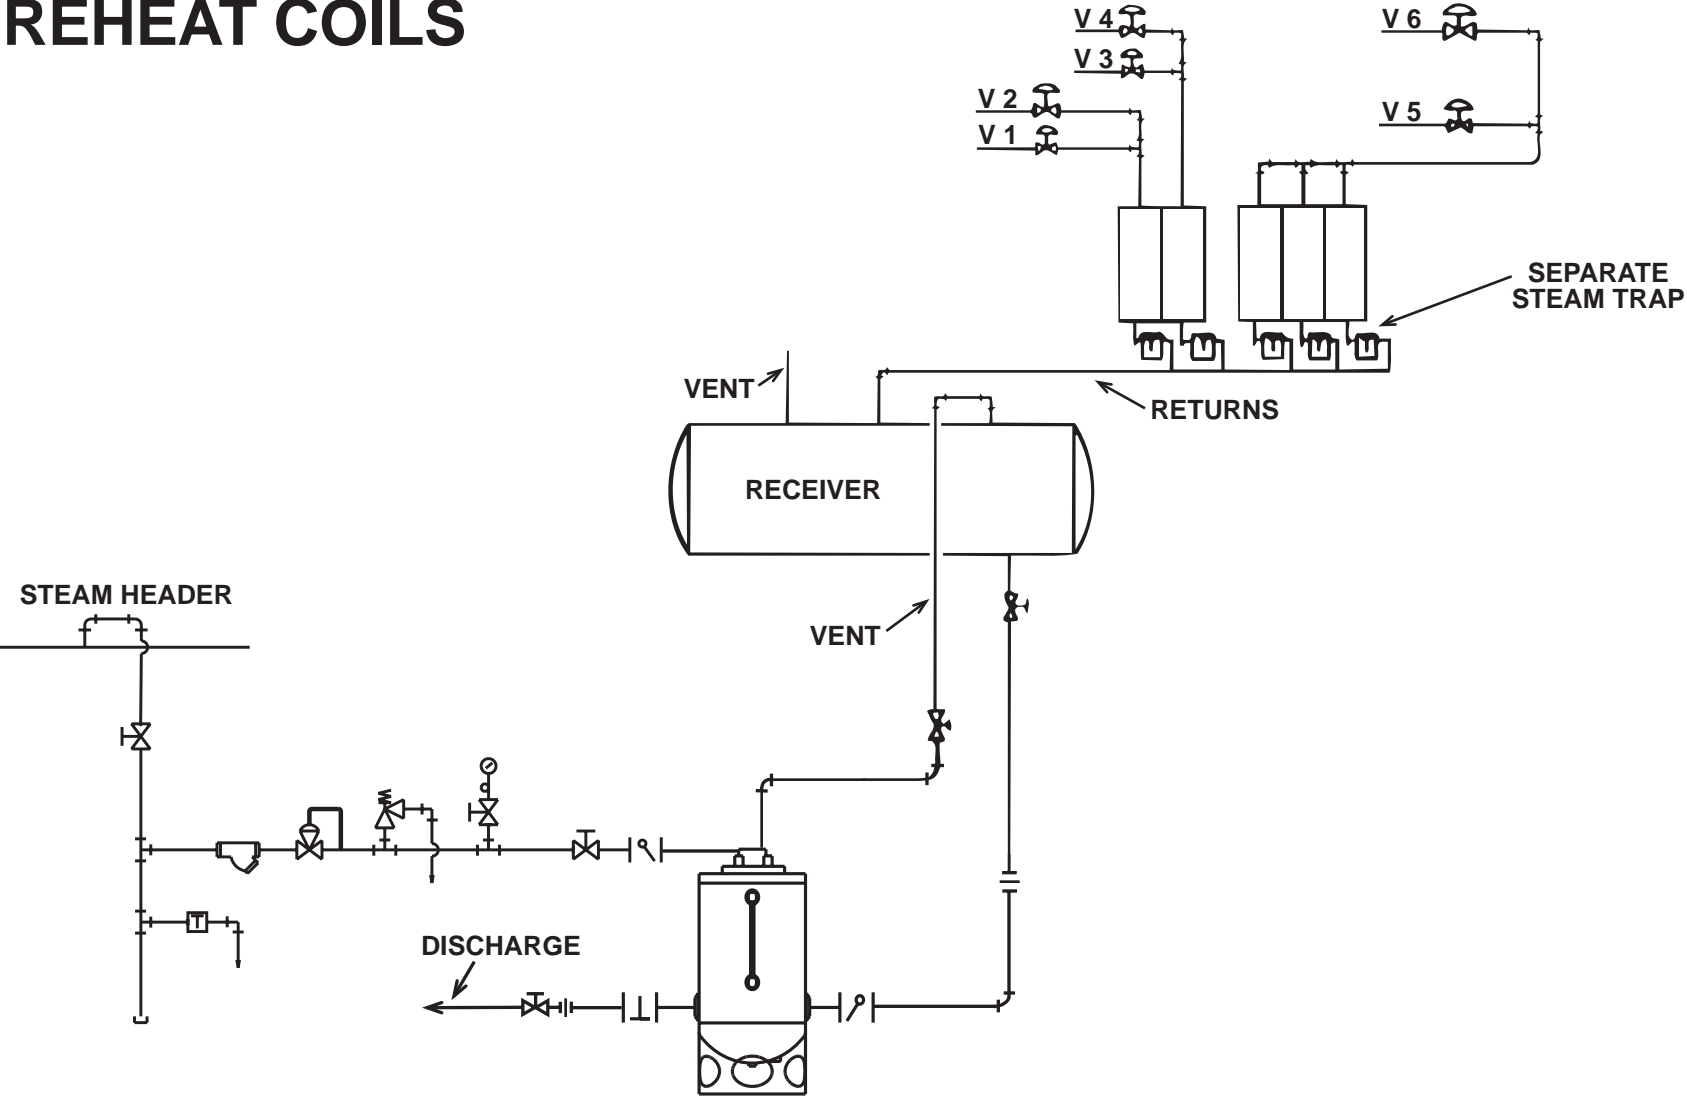 REHEAT COILS
V 4
V 6
V 3
V 2
V 5
V 1
SEPARATE
STEAM TRAP
VENT
RETURNS
RECEIVER
STEAM HEADER
VENT
T
DISCHARGE